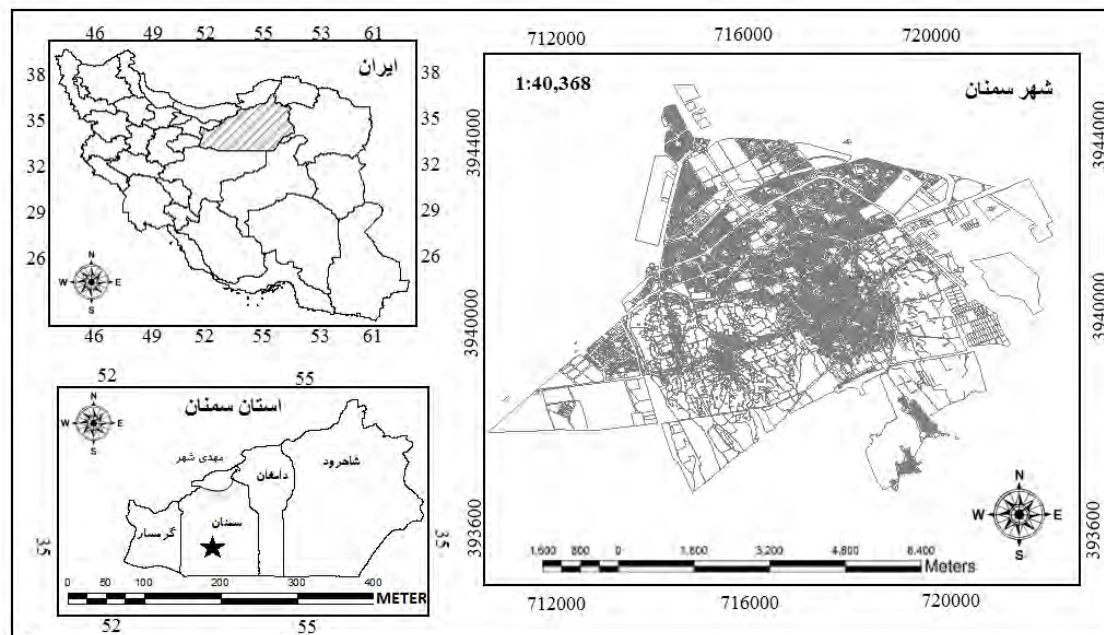 46 49 52 55 53 61
ایران
38 38
35 35
32 32
29 29
26 26
N
W E
S
46 49 52 55 53 61
52 55
استان سمنان
N
W E
S
مهدی شهر
شاهرود
دامغان
سمنان
گرمسار
35 35
0 50 100 200 300 400
METER
52 55
712000 716000 720000
1:40,368
شهر سمنان
3944000 3944000
3940000 3940000
393600 393600
N
W E
S
1,600 800 0 1,600 3,200 4,800 6,400
Meters
712000 716000 720000